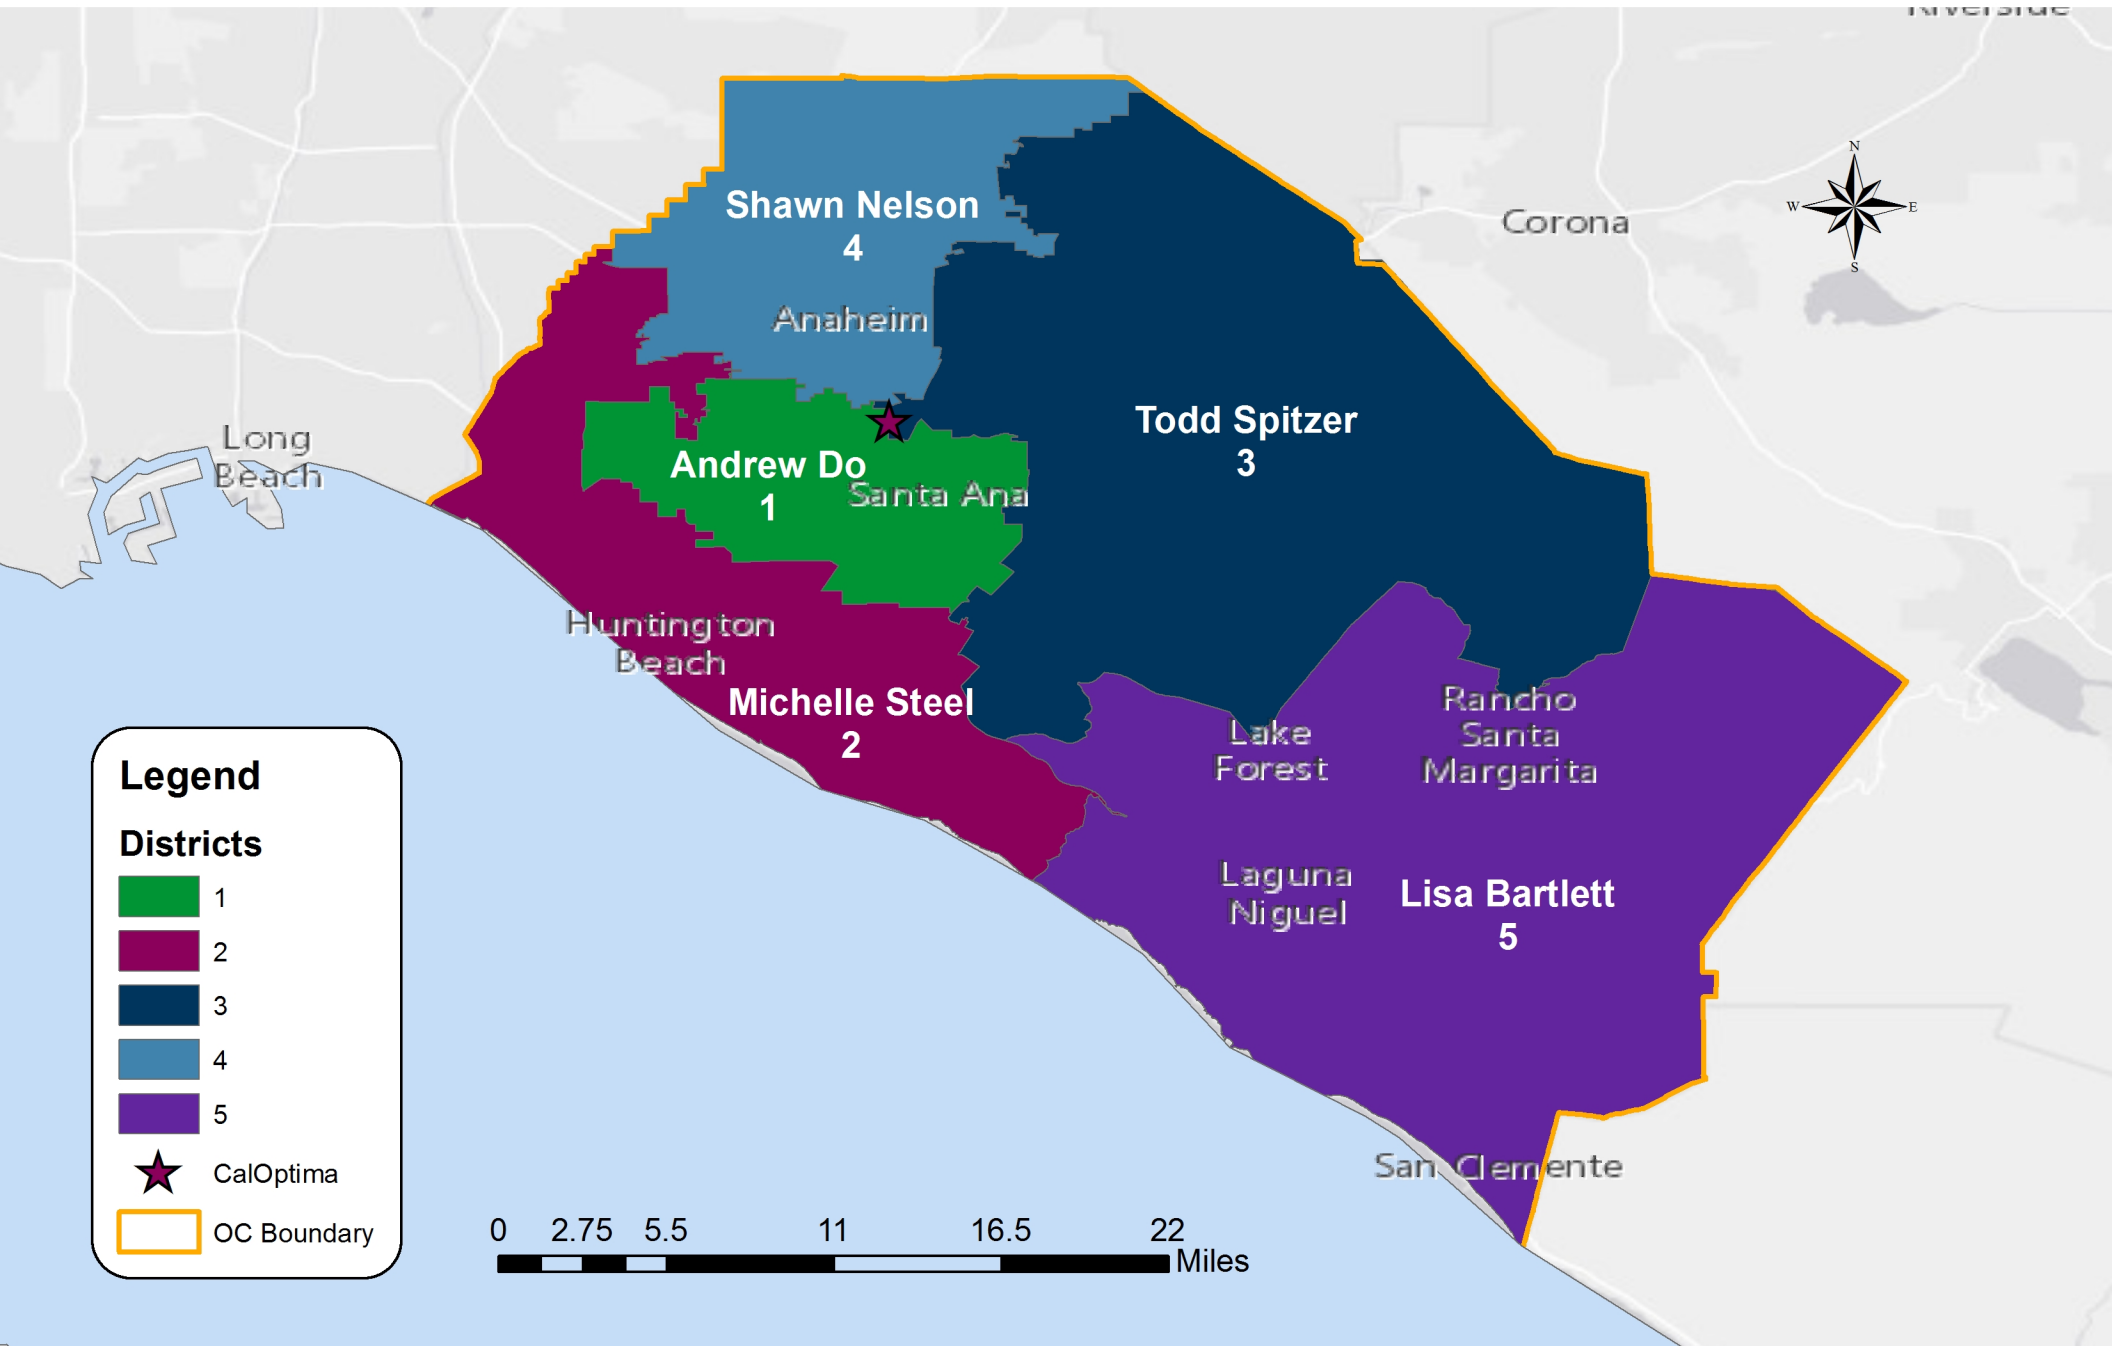 Riverside
N
W
E
S
Corona
Shawn Nelson
4
Anaheim
Todd Spitzer
3
Long
Beach
Andrew Do
1
Santa Ana
Huntington
Beach
Michelle Steel
2
Rancho
Santa
Margarita
Lake
Forest
Laguna
Niguel
Lisa Bartlett
5
San Clemente
Legend
Districts
1
2
3
4
5
CalOptima
OC Boundary
0 2.75 5.5 11 16.5 22
Miles